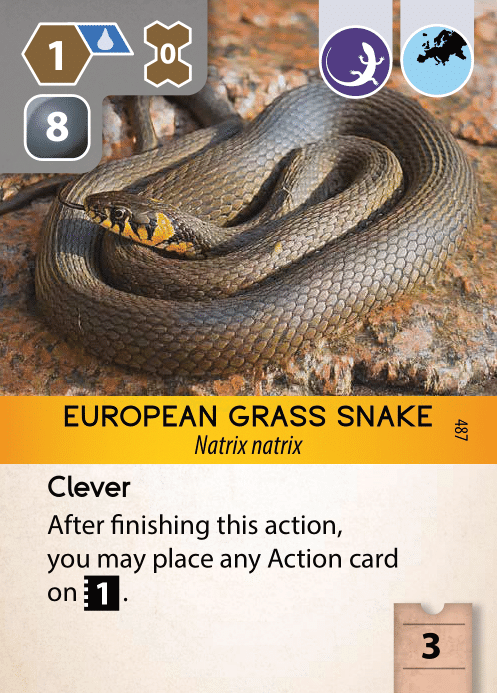 1
0
8
EUROPEAN GRASS SNAKE
Natrix natrix
487
Clever
After finishing this action,
you may place any Action card
on 1.
3